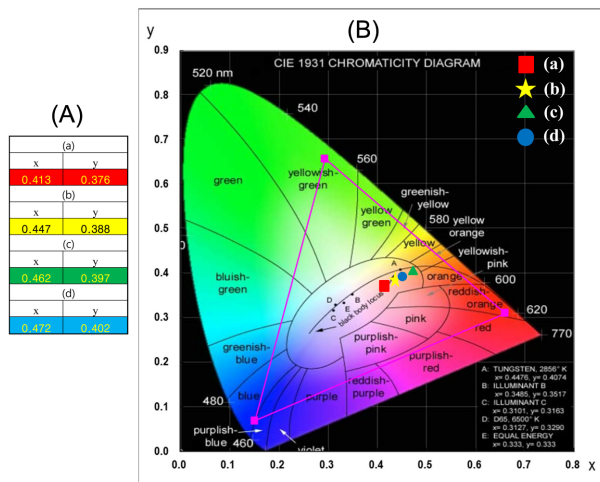 (A)
(a)
x y
0.413 0.376
(b)
x y
0.447 0.388
(c)
x y
0.462 0.397
(d)
x y
0.472 0.402
(B)
y
0.9
0.8
0.7
0.6
0.5
0.4
0.3
0.2
0.1
0.0
0.0 0.1 0.2 0.3 0.4 0.5 0.6 0.7 0.8 x
CIE 1931 CHROMATICITY DIAGRAM
(a)
(b)
(c)
(d)
520 nm
540
560
580
600
620
770
480
460
0
green
yellowish-
green
yellow
green
greenish-
yellow
yellow
yellow
orange
yellowish-
pink
orange
reddish-
orange
red
bluish-
green
pink
purplish-
pink
purplish-
red
reddish-
purple
purple
greenish-
blue
blue
purplish-
blue
violet
A
B
C
D
E
black body locus
A: TUNGSTEN, 2856° K
x= 0.4476, y= 0.4074
B: ILLUMINANT B
x= 0.3485, y= 0.3517
C: ILLUMINANT C
x= 0.3101, y= 0.3163
D: D65, 6500° K
x= 0.3127, y= 0.3290
E: EQUAL ENERGY
x= 0.333, y= 0.333